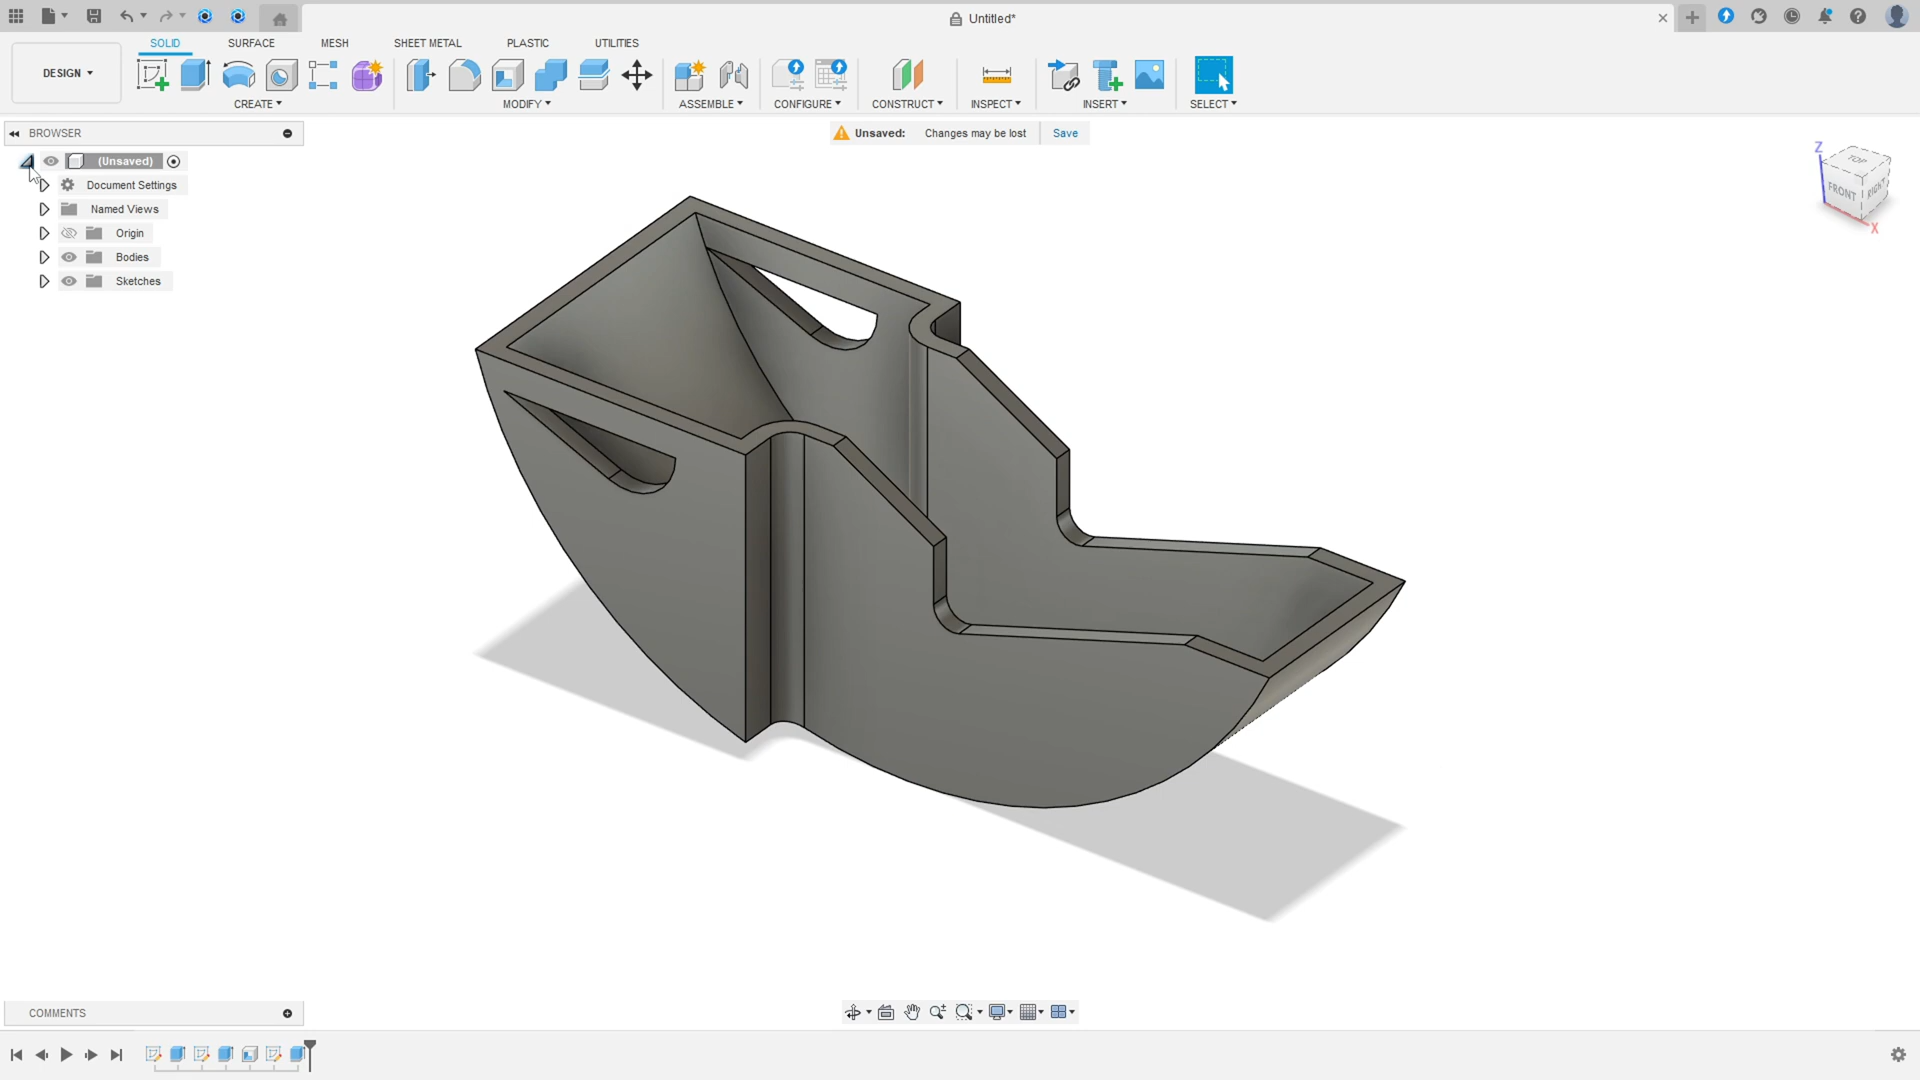 Untitled*
DESIGN
SOLID
SURFACE
MESH
SHEET METAL
PLASTIC
UTILITIES
CREATE
MODIFY
ASSEMBLE
CONFIGURE
CONSTRUCT
INSPECT
INSERT
SELECT
BROWSER
Unsaved: Changes may be lost Save
(Unsaved)
Document Settings
Named Views
Origin
Bodies
Sketches
Z
TOP
FRONT
RIGHT
X
COMMENTS